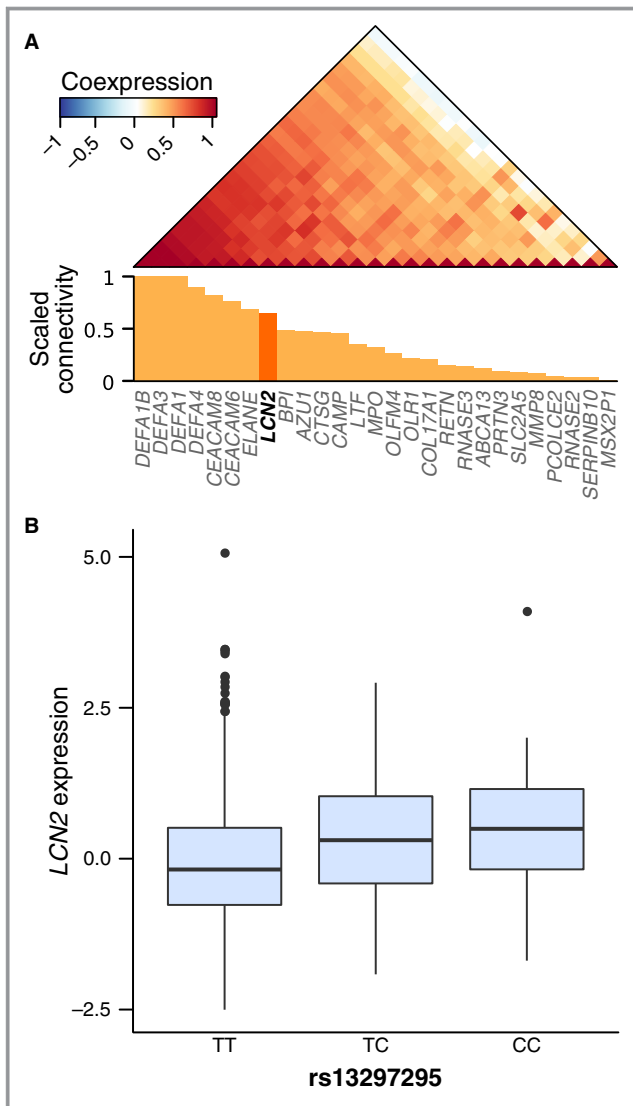 A
Coexpression
−1
−0.5
0
0.5
1
Scaled
connectivity
1
0.5
0
DEFA1B
DEFA3
DEFA1
DEFA4
CEACAM8
CEACAM6
ELANE
LCN2
BPI
AZU1
CTSG
CAMP
LTF
MPO
OLFM4
OLR1
COL17A1
RETN
RNASE3
ABCA13
PRTN3
SLC2A5
MMP8
PCOLCE2
RNASE2
SERPINB10
MSX2P1
B
LCN2 expression
5.0
2.5
0.0
−2.5
TT
TC
CC
rs13297295